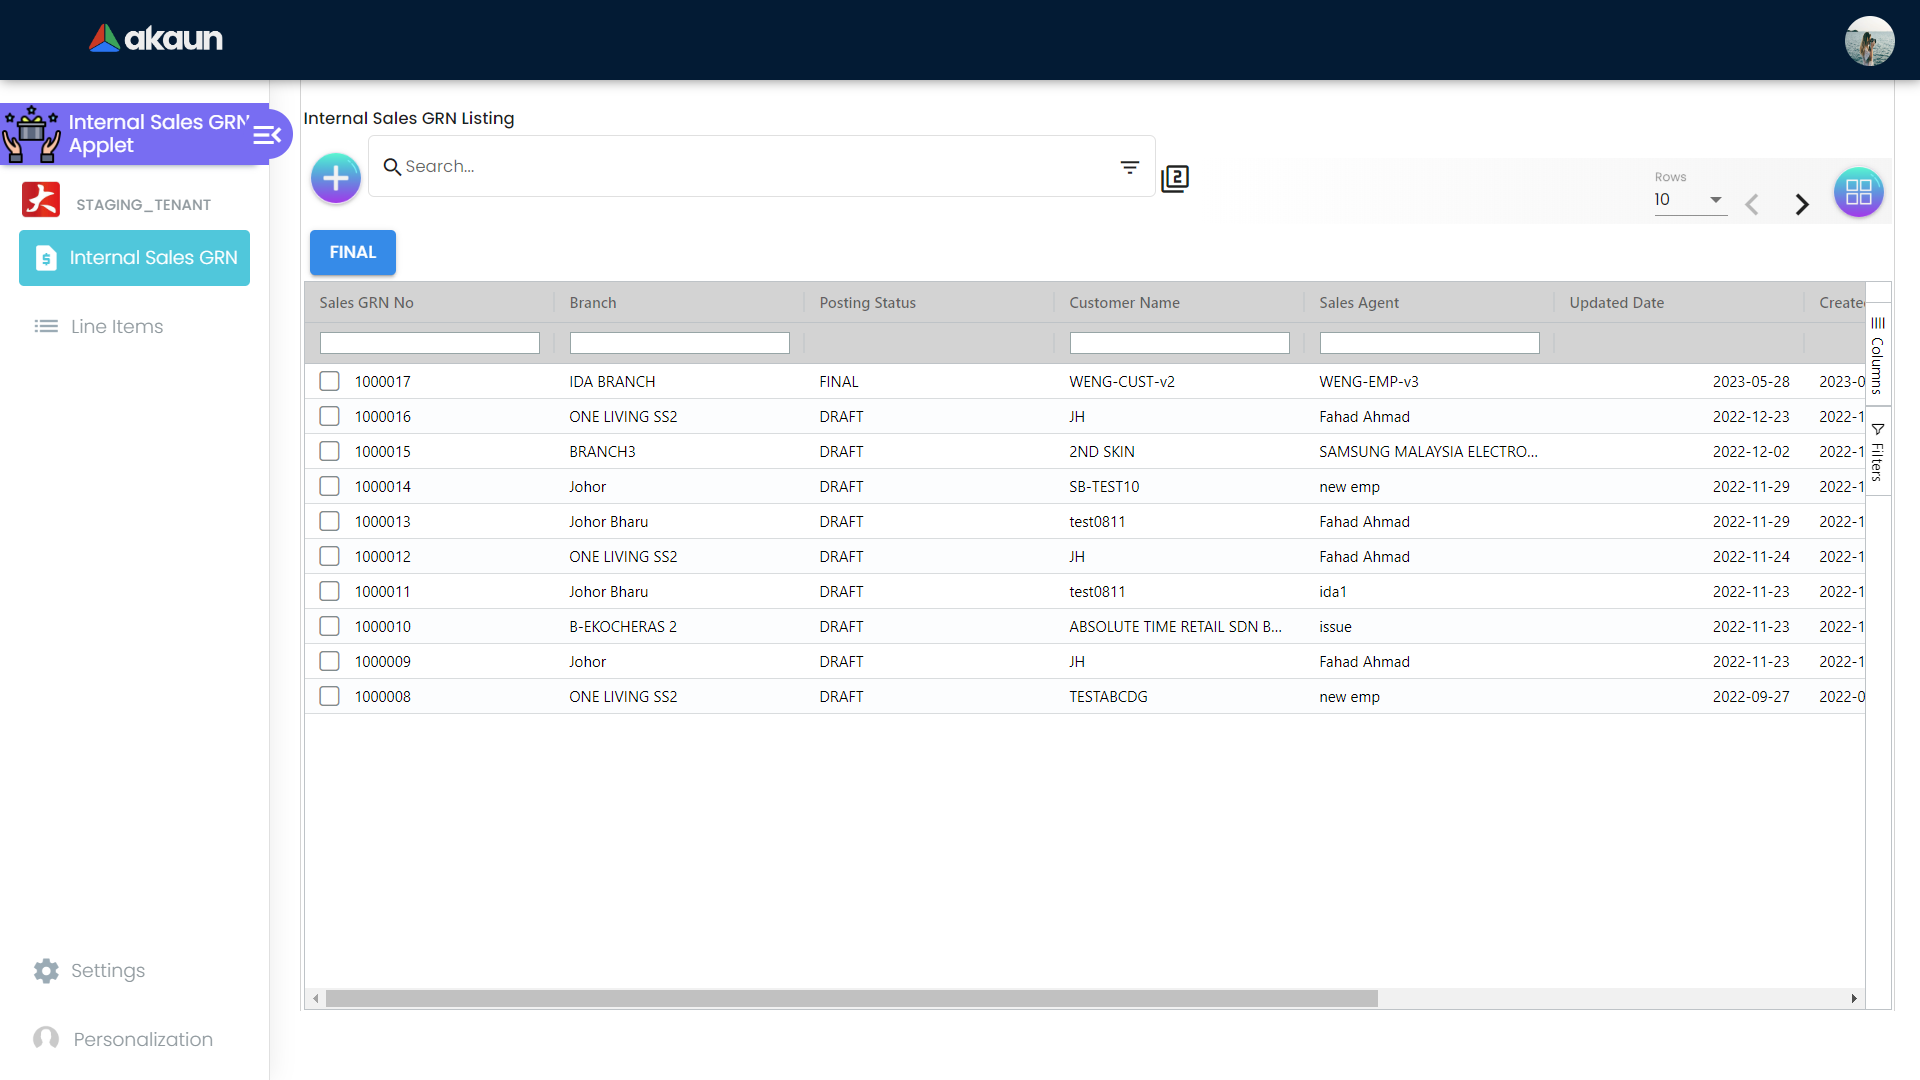 akaun
Internal Sales GRN
Applet
STAGING_TENANT
Internal Sales GRN
Line Items
Settings
Personalization
Internal Sales GRN Listing
Search...
2
Rows
10
FINAL
Sales GRN No Branch Posting Status Customer Name Sales Agent Updated Date Create
1000017 IDA BRANCH FINAL WENG-CUST-v2 WENG-EMP-v3 2023-05-28 2023-0
1000016 ONE LIVING SS2 DRAFT JH Fahad Ahmad 2022-12-23 2022-1
1000015 BRANCH3 DRAFT 2ND SKIN SAMSUNG MALAYSIA ELECTRO... 2022-12-02 2022-1
1000014 Johor DRAFT SB-TEST10 new emp 2022-11-29 2022-1
1000013 Johor Bharu DRAFT test0811 Fahad Ahmad 2022-11-29 2022-1
1000012 ONE LIVING SS2 DRAFT JH Fahad Ahmad 2022-11-24 2022-1
1000011 Johor Bharu DRAFT test0811 ida1 2022-11-23 2022-1
1000010 B-EKOCHERAS 2 DRAFT ABSOLUTE TIME RETAIL SDN B... issue 2022-11-23 2022-1
1000009 Johor DRAFT JH Fahad Ahmad 2022-11-23 2022-1
1000008 ONE LIVING SS2 DRAFT TESTABCDG new emp 2022-09-27 2022-0
Columns
Filters